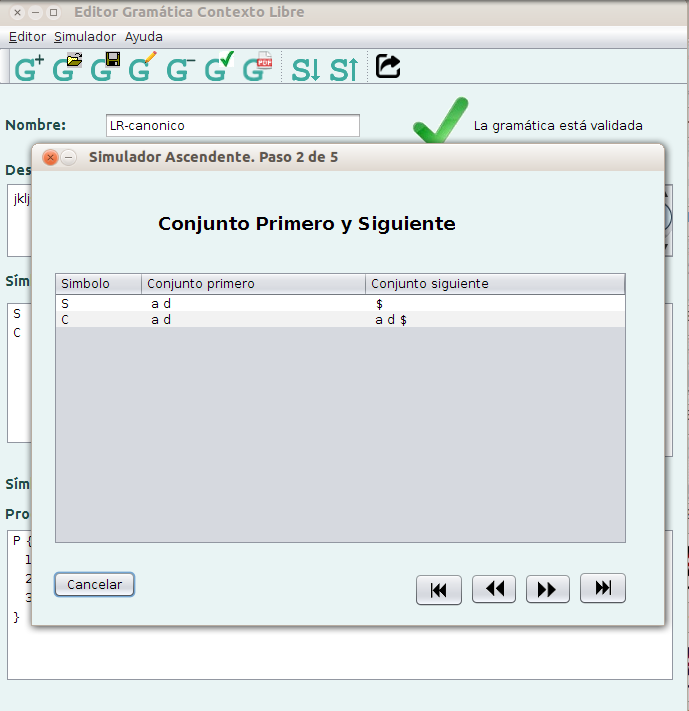 Editor Gramática Contexto Libre
Editor Simulador Ayuda
G+ G G G G− G G PDF S↓ S↑
Nombre: LR-canonico La gramática está validada
Des
jklj
Simulador Ascendente. Paso 2 de 5
Conjunto Primero y Siguiente
Simbolo Conjunto primero Conjunto siguiente
S a d $
C a d a d $
Sím
S
C
Sím
Pro
P {
1
2
3
}
Cancelar